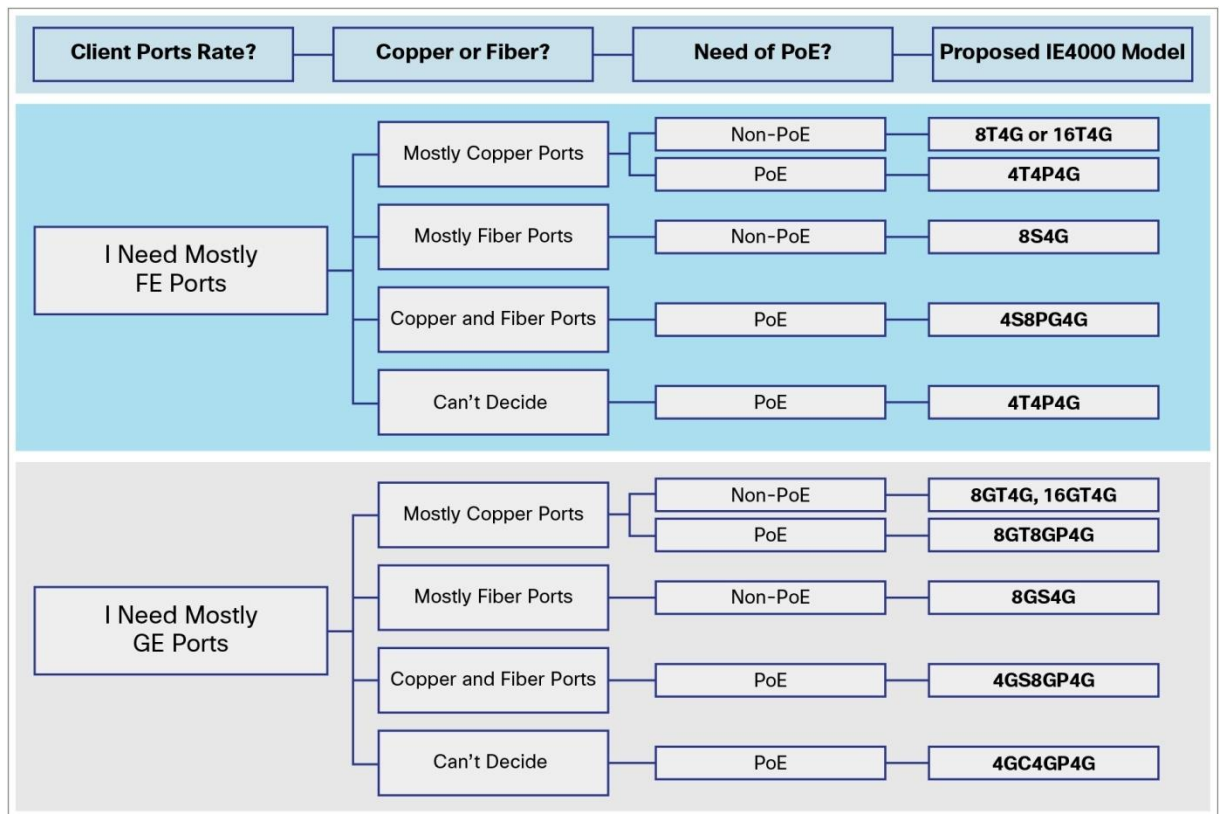 Client Ports Rate?
Copper or Fiber?
Need of PoE?
Proposed IE4000 Model
I Need Mostly
FE Ports
Mostly Copper Ports
Non-PoE
8T4G or 16T4G
PoE
4T4P4G
Mostly Fiber Ports
Non-PoE
8S4G
Copper and Fiber Ports
PoE
4S8PG4G
Can't Decide
PoE
4T4P4G
I Need Mostly
GE Ports
Mostly Copper Ports
Non-PoE
8GT4G, 16GT4G
PoE
8GT8GP4G
Mostly Fiber Ports
Non-PoE
8GS4G
Copper and Fiber Ports
PoE
4GS8GP4G
Can't Decide
PoE
4GC4GP4G